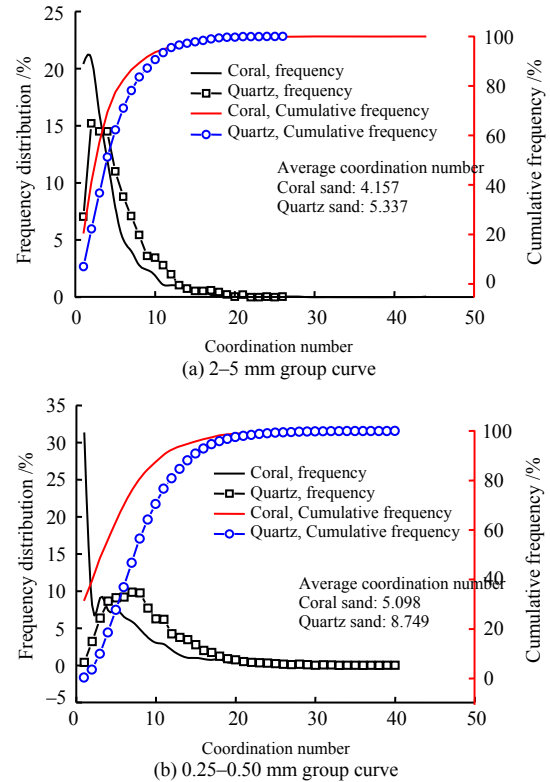 Frequency distribution /%
25
20
15
10
5
0
Coral, frequency
Quartz, frequency
Coral, Cumulative frequency
Quartz, Cumulative frequency
Average coordination number
Coral sand: 4.157
Quartz sand: 5.337
100
80
60
40
20
0
Cumulative frequency /%
0 10 20 30 40 50
Coordination number
(a) 2–5 mm group curve
Frequency distribution /%
35
30
25
20
15
10
5
0
–5
Coral, frequency
Quartz, frequency
Coral, Cumulative frequency
Quartz, Cumulative frequency
Average coordination number
Coral sand: 5.098
Quartz sand: 8.749
100
80
60
40
20
0
Cumulative frequency /%
0 10 20 30 40 50
Coordination number
(b) 0.25–0.50 mm group curve